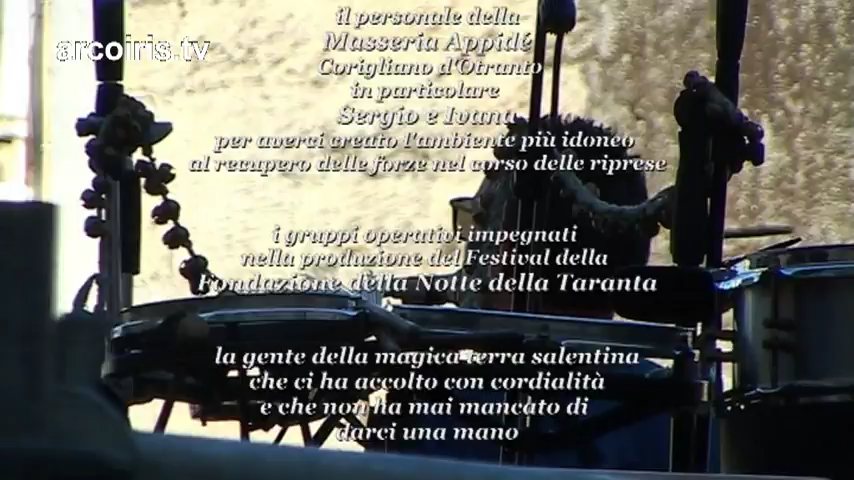 arcoiris.tv
il personale della
Masseria Appidé
Corigliano d'Otranto
in particolare
Sergio e Ivana
per averci creato l'ambiente più idoneo
al recupero delle forze nel corso delle riprese
i gruppi operativi impegnati
nella produzione del Festival della
Fondazione della Notte della Taranta
la gente della magica terra salentina
che ci ha accolto con cordialità
e che non ha mai mancato di
darci una mano